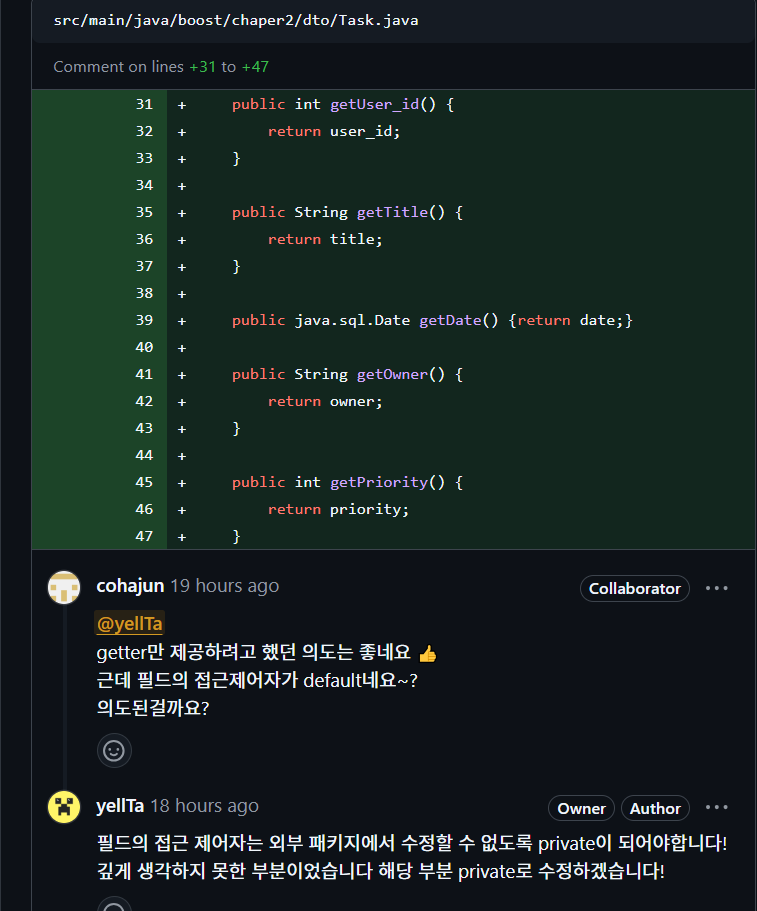 src/main/java/boost/chaper2/dto/Task.java
Comment on lines +31 to +47
31 + public int getUser_id() {
32 + return user_id;
33 + }
34 +
35 + public String getTitle() {
36 + return title;
37 + }
38 +
39 + public java.sql.Date getDate() {return date;}
40 +
41 + public String getOwner() {
42 + return owner;
43 + }
44 +
45 + public int getPriority() {
46 + return priority;
47 + }
cohajun 19 hours ago Collaborator
@yellTa
getter만 제공하려고 했던 의도는 좋네요 👍
근데 필드의 접근제어자가 default네요~?
의도된걸까요?
yellTa 18 hours ago Owner Author
필드의 접근 제어자는 외부 패키지에서 수정할 수 없도록 private이 되어야합니다!
깊게 생각하지 못한 부분이었습니다 해당 부분 private로 수정하겠습니다!